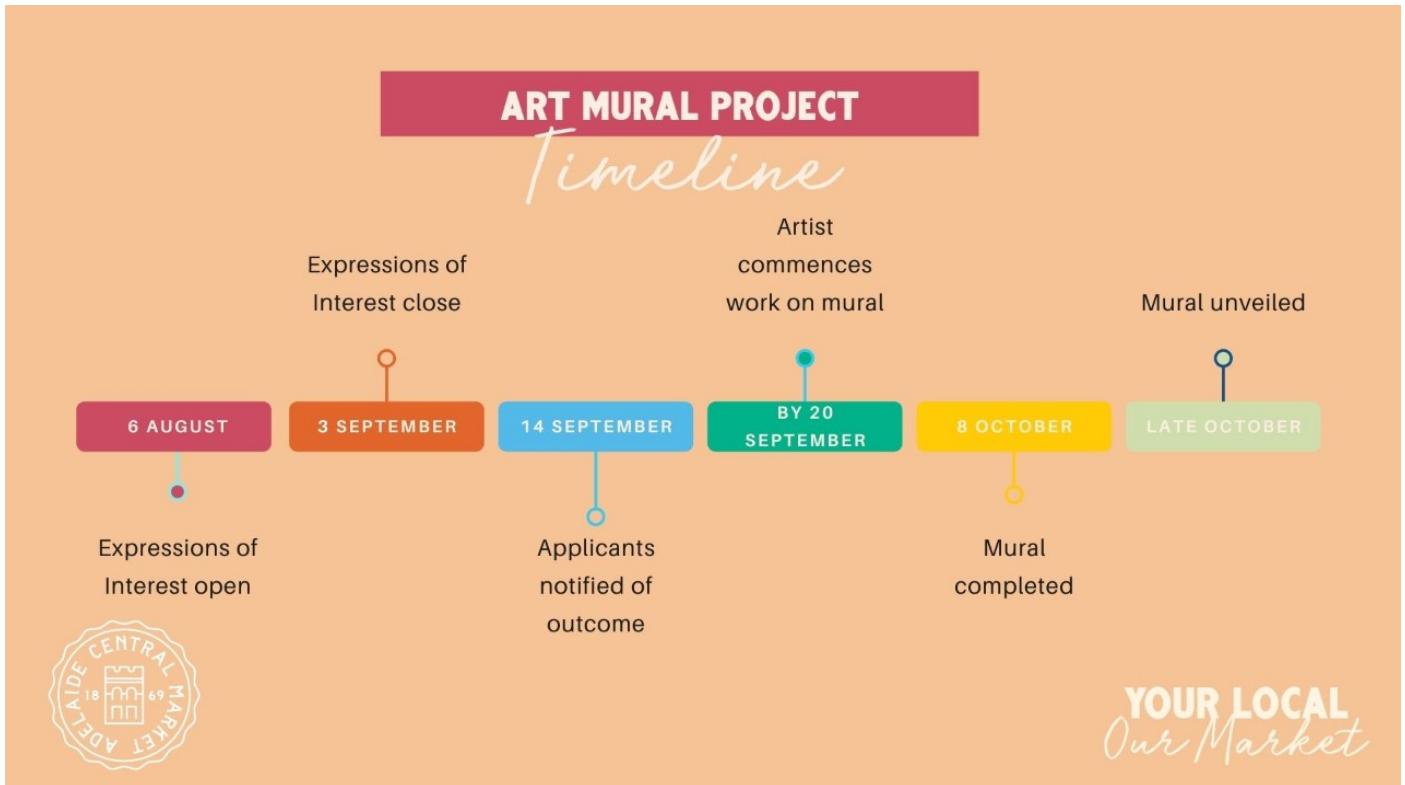 ART MURAL PROJECT
Timeline
Artist
commences
work on mural
Expressions of
Interest close
Mural unveiled
6 AUGUST
3 SEPTEMBER
14 SEPTEMBER
BY 20
SEPTEMBER
8 OCTOBER
LATE OCTOBER
Expressions of
Interest open
Applicants
notified of
outcome
Mural
completed
ADELAIDE CENTRAL MARKET
18 69
YOUR LOCAL
Our Market